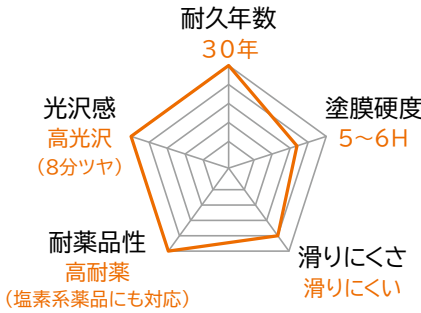 耐久年数
30年
光沢感
高光沢
（8分ツヤ）
塗膜硬度
5～6H
耐薬品性
高耐薬
（塩素系薬品にも対応）
滑りにくさ
滑りにくい